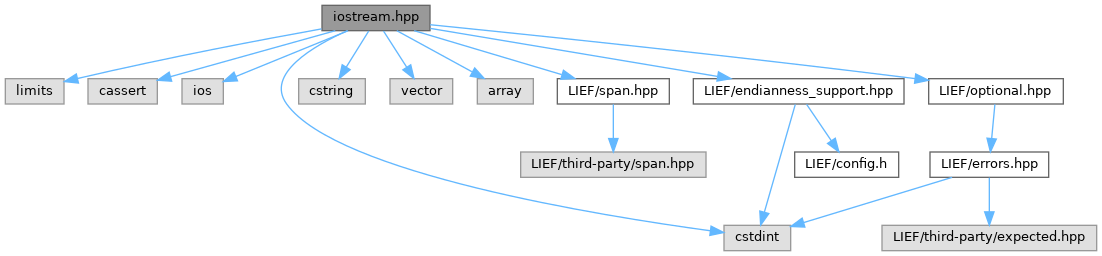 iostream.hpp
limits
cassert
ios
cstring
vector
array
LIEF/span.hpp
LIEF/endianness_support.hpp
LIEF/optional.hpp
LIEF/third-party/span.hpp
LIEF/config.h
LIEF/errors.hpp
cstdint
LIEF/third-party/expected.hpp